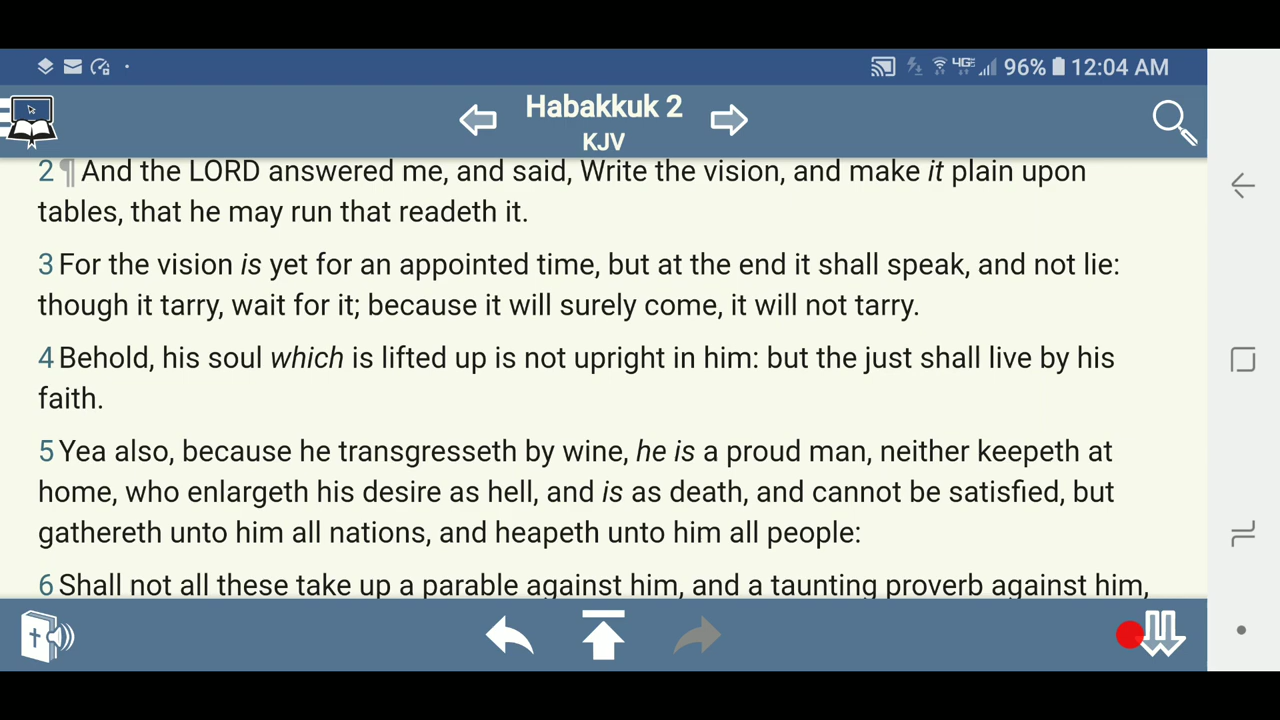 4GE 96% 12:04 AM
Habakkuk 2
KJV
2 ¶ And the LORD answered me, and said, Write the vision, and make it plain upon
tables, that he may run that readeth it.
3 For the vision is yet for an appointed time, but at the end it shall speak, and not lie:
though it tarry, wait for it; because it will surely come, it will not tarry.
4 Behold, his soul which is lifted up is not upright in him: but the just shall live by his
faith.
5 Yea also, because he transgresseth by wine, he is a proud man, neither keepeth at
home, who enlargeth his desire as hell, and is as death, and cannot be satisfied, but
gathereth unto him all nations, and heapeth unto him all people:
6 Shall not all these take up a parable against him, and a taunting proverb against him,